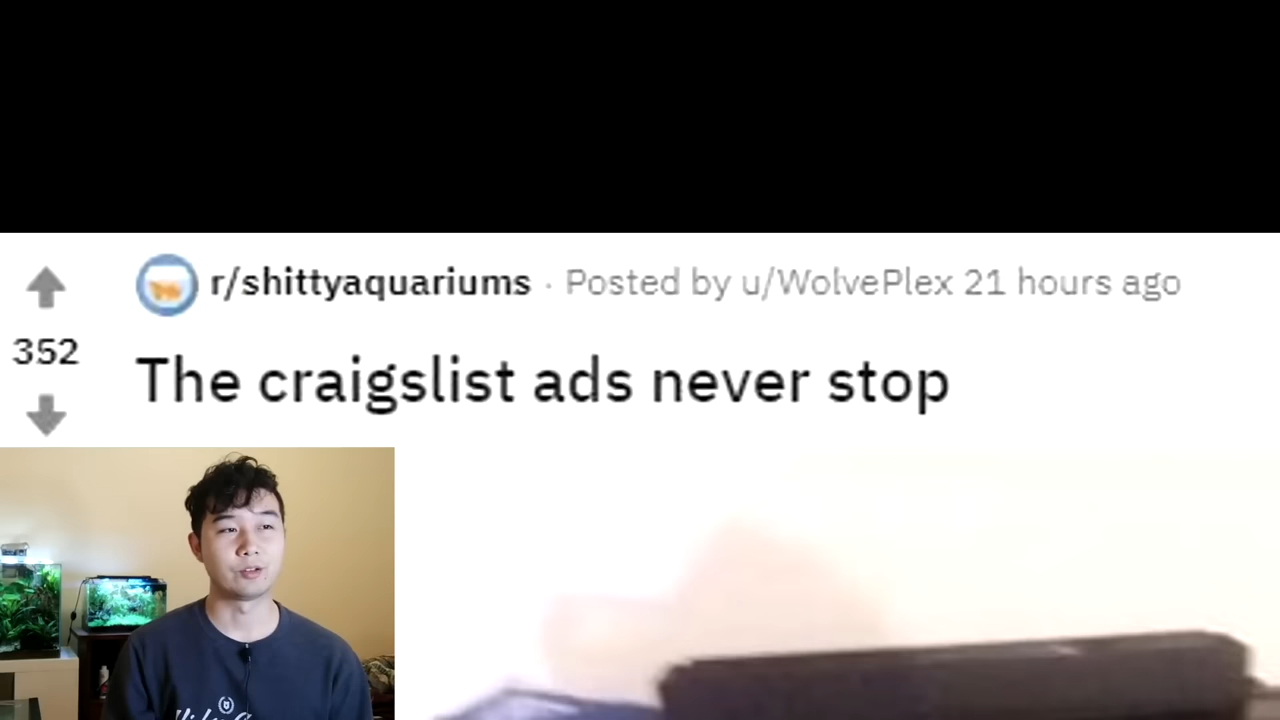 r/shittyaquariums · Posted by u/WolvePlex 21 hours ago
352
The craigslist ads never stop